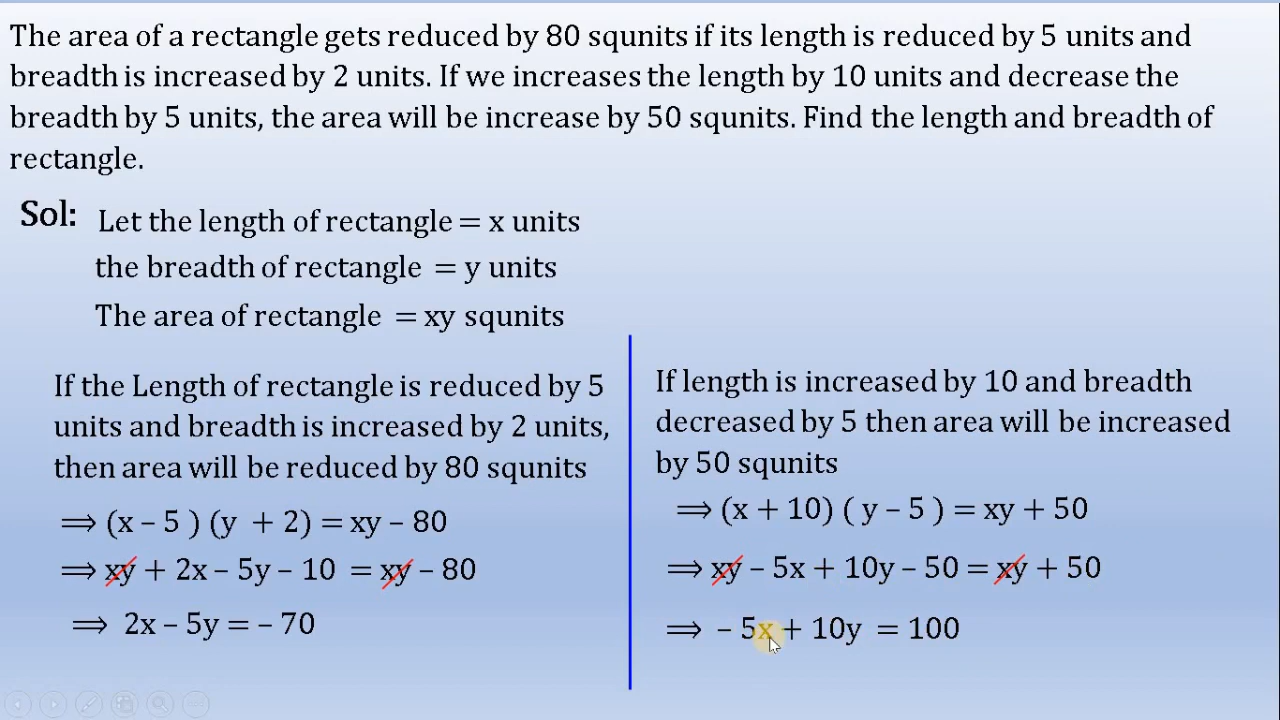 The area of a rectangle gets reduced by 80 squnits if its length is reduced by 5 units and
breadth is increased by 2 units. If we increases the length by 10 units and decrease the
breadth by 5 units, the area will be increase by 50 squnits. Find the length and breadth of
rectangle.
Sol: Let the length of rectangle = x units
the breadth of rectangle = y units
The area of rectangle = xy squnits
If the Length of rectangle is reduced by 5
units and breadth is increased by 2 units,
then area will be reduced by 80 squnits
⟹ (x – 5 ) (y + 2) = xy – 80
⟹ xy + 2x – 5y – 10 = xy – 80
⟹ 2x – 5y = – 70
If length is increased by 10 and breadth
decreased by 5 then area will be increased
by 50 squnits
⟹ (x + 10) ( y – 5 ) = xy + 50
⟹ xy – 5x + 10y – 50 = xy + 50
⟹ – 5x + 10y = 100